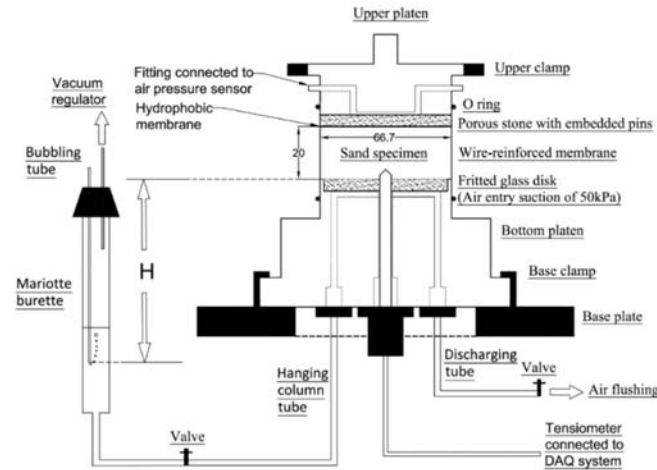 Upper platen
Fitting connected to
air pressure sensor
Upper clamp
Vacuum
regulator
Hydrophobic
membrane
O ring
Porous stone with embedded pins
66.7
20
Sand specimen
Wire-reinforced membrane
Bubbling
tube
Fritted glass disk
(Air entry suction of 50kPa)
Bottom platen
H
Mariotte
burette
Base clamp
Base plate
Hanging
column
tube
Discharging
tube
Valve
Air flushing
Valve
Tensiometer
connected to
DAQ system